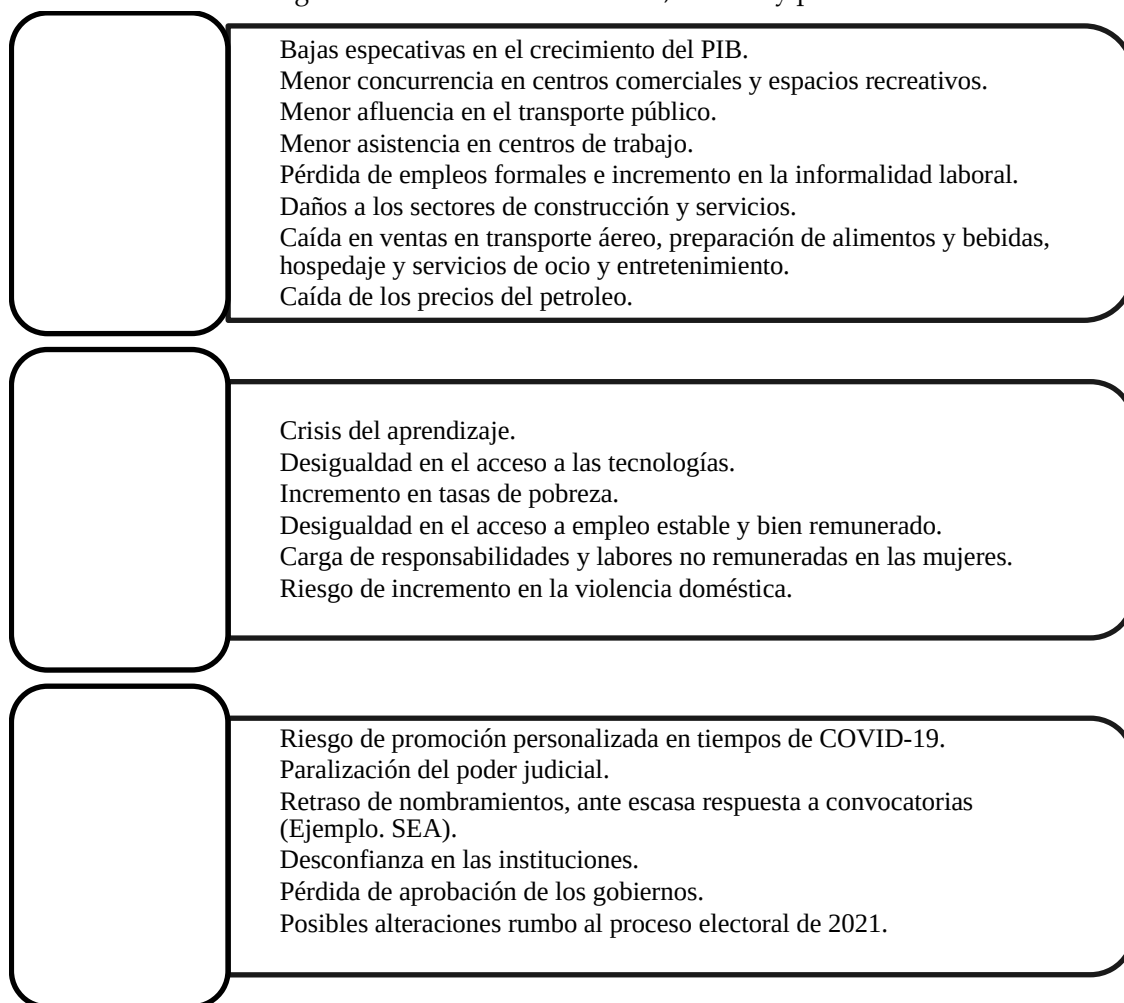 Bajas especativas en el crecimiento del PIB.
Menor concurrencia en centros comerciales y espacios recreativos.
Menor afluencia en el transporte público.
Menor asistencia en centros de trabajo.
Pérdida de empleos formales e incremento en la informalidad laboral.
Daños a los sectores de construcción y servicios.
Caída en ventas en transporte áereo, preparación de alimentos y bebidas,
hospedaje y servicios de ocio y entretenimiento.
Caída de los precios del petroleo.
Crisis del aprendizaje.
Desigualdad en el acceso a las tecnologías.
Incremento en tasas de pobreza.
Desigualdad en el acceso a empleo estable y bien remunerado.
Carga de responsabilidades y labores no remuneradas en las mujeres.
Riesgo de incremento en la violencia doméstica.
Riesgo de promoción personalizada en tiempos de COVID-19.
Paralización del poder judicial.
Retraso de nombramientos, ante escasa respuesta a convocatorias
(Ejemplo. SEA).
Desconfianza en las instituciones.
Pérdida de aprobación de los gobiernos.
Posibles alteraciones rumbo al proceso electoral de 2021.